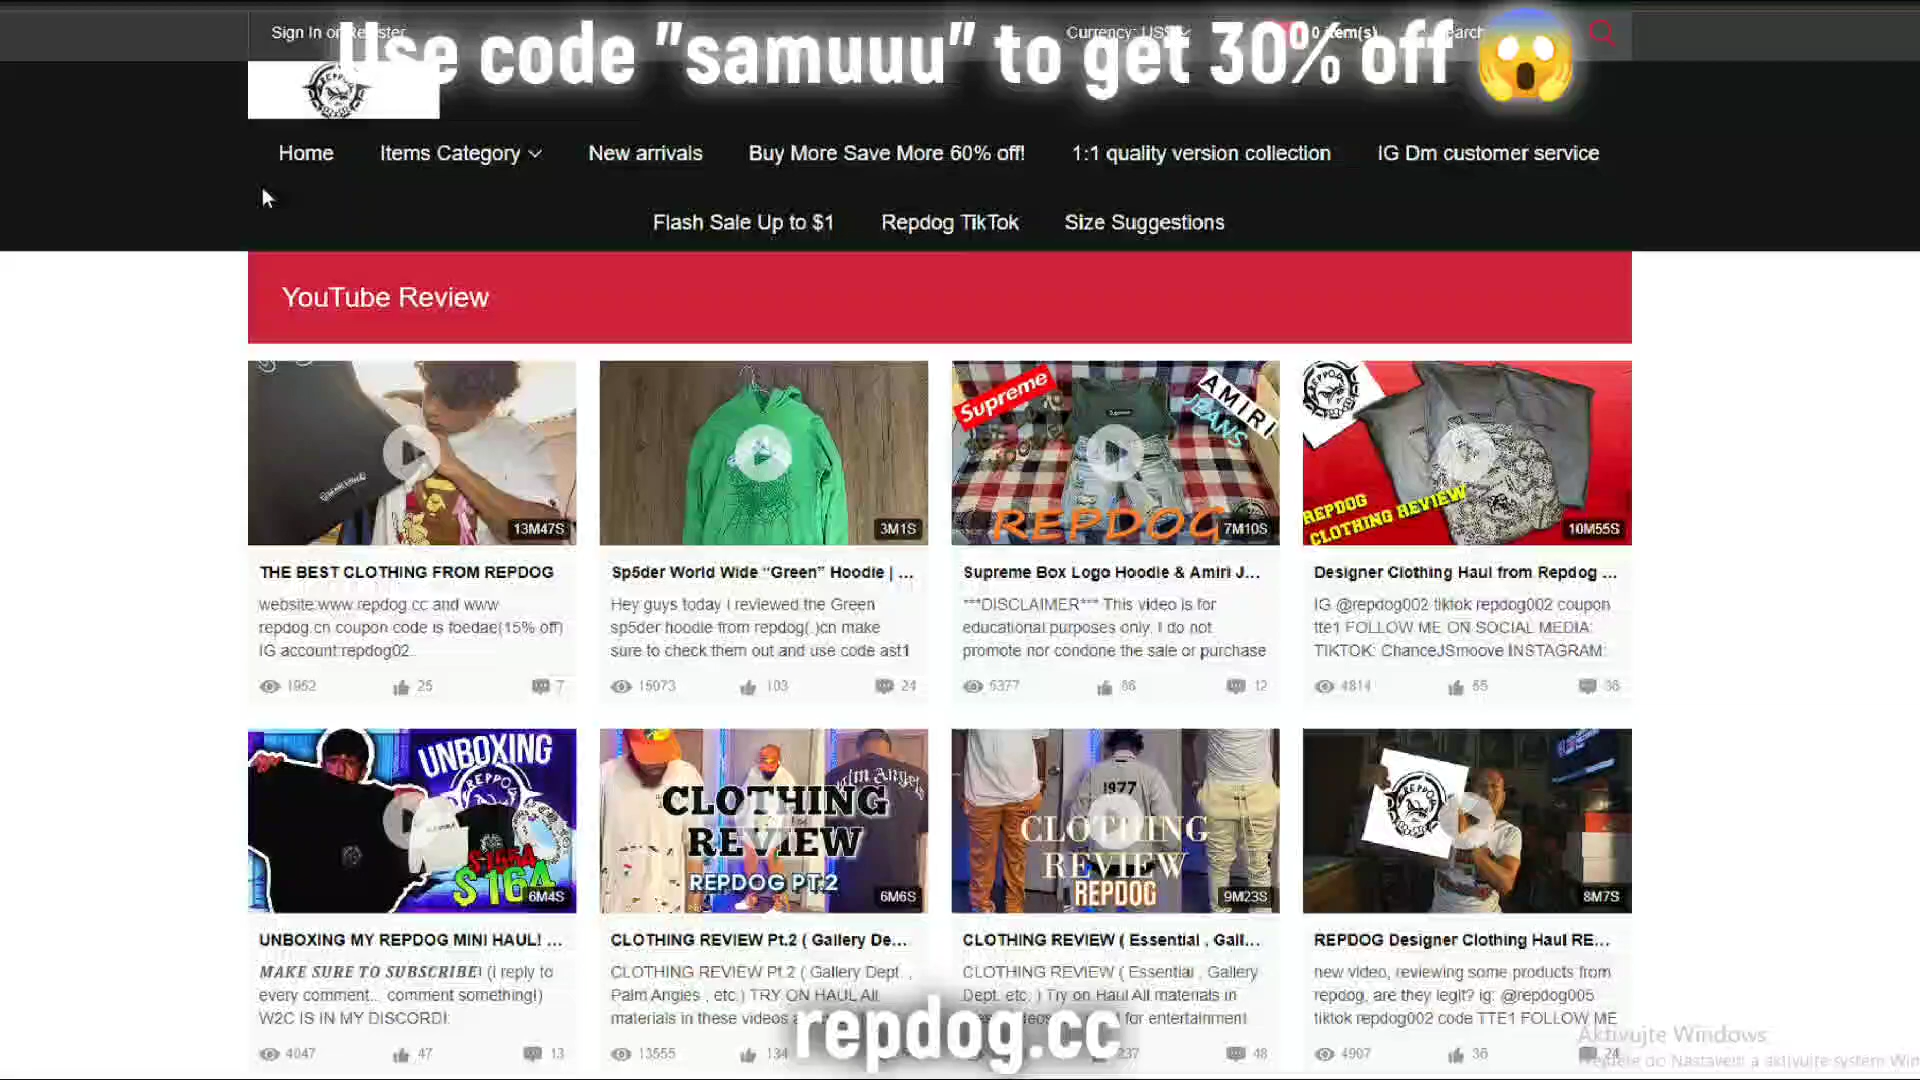 Use code "samuuu" to get 30% off
Sign In or Register
Currency: US$
0 item(s)
Home
Items Category
New arrivals
Buy More Save More 60% off!
1:1 quality version collection
IG Dm customer service
Flash Sale Up to $1
Repdog TikTok
Size Suggestions
YouTube Review
13M47S
3M1S
Supreme
AMIRI
JEANS
REPDOG
7M10S
REPDOG
CLOTHING REVIEW
10M55S
THE BEST CLOTHING FROM REPDOG
website:www.repdog.cc and www
repdog.cn coupon code is foedae(15% off)
IG account:repdog02..
1952
25
7
Sp5der World Wide “Green” Hoodie | ...
Hey guys today i reviewed the Green
sp5der hoodie from repdog(.)cn make
sure to check them out and use code ast1
15073
103
24
Supreme Box Logo Hoodie & Amiri J...
***DISCLAIMER*** This video is for
educational purposes only. I do not
promote nor condone the sale or purchase
5377
86
12
Designer Clothing Haul from Repdog ...
IG @repdog002 tiktok repdog002 coupon
tte1 FOLLOW ME ON SOCIAL MEDIA:
TIKTOK: ChanceJSmoove INSTAGRAM:
4814
55
36
UNBOXING
$164
6M4S
CLOTHING
REVIEW
REPDOG PT.2
6M6S
1977
CLOTHING
REVIEW
REPDOG
9M23S
8M7S
UNBOXING MY REPDOG MINI HAUL! ...
MAKE SURE TO SUBSCRIBE! (i reply to
every comment... comment something!)
W2C IS IN MY DISCORD!:
4047
47
13
CLOTHING REVIEW Pt.2 ( Gallery De...
CLOTHING REVIEW Pt.2 ( Gallery Dept. ,
Palm Angles , etc.) TRY ON HAUL All
materials in these videos
13555
134
CLOTHING REVIEW ( Essential , Gall...
CLOTHING REVIEW ( Essential , Gallery
Dept. etc. ) Try on Haul All materials in
for entertainment
237
48
REPDOG Designer Clothing Haul RE...
new video, reviewing some products from
repdog, are they legit? ig: @repdog005
tiktok repdog002 code TTE1 FOLLOW ME
4907
36
24
repdog.cc
Aktivujte Windows